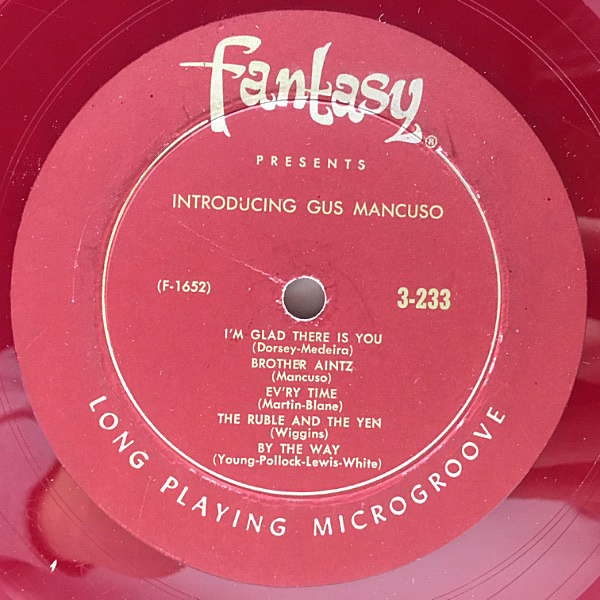 Fantasy®
PRESENTS
INTRODUCING GUS MANCUSO
(F-1652)
3-233
I'M GLAD THERE IS YOU
(Dorsey-Medeira)
BROTHER AINTZ
(Mancuso)
EV'RY TIME
(Martin-Blane)
THE RUBLE AND THE YEN
(Wiggins)
BY THE WAY
(Young-Pollock-Lewis-White)
LONG PLAYING MICROGROOVE